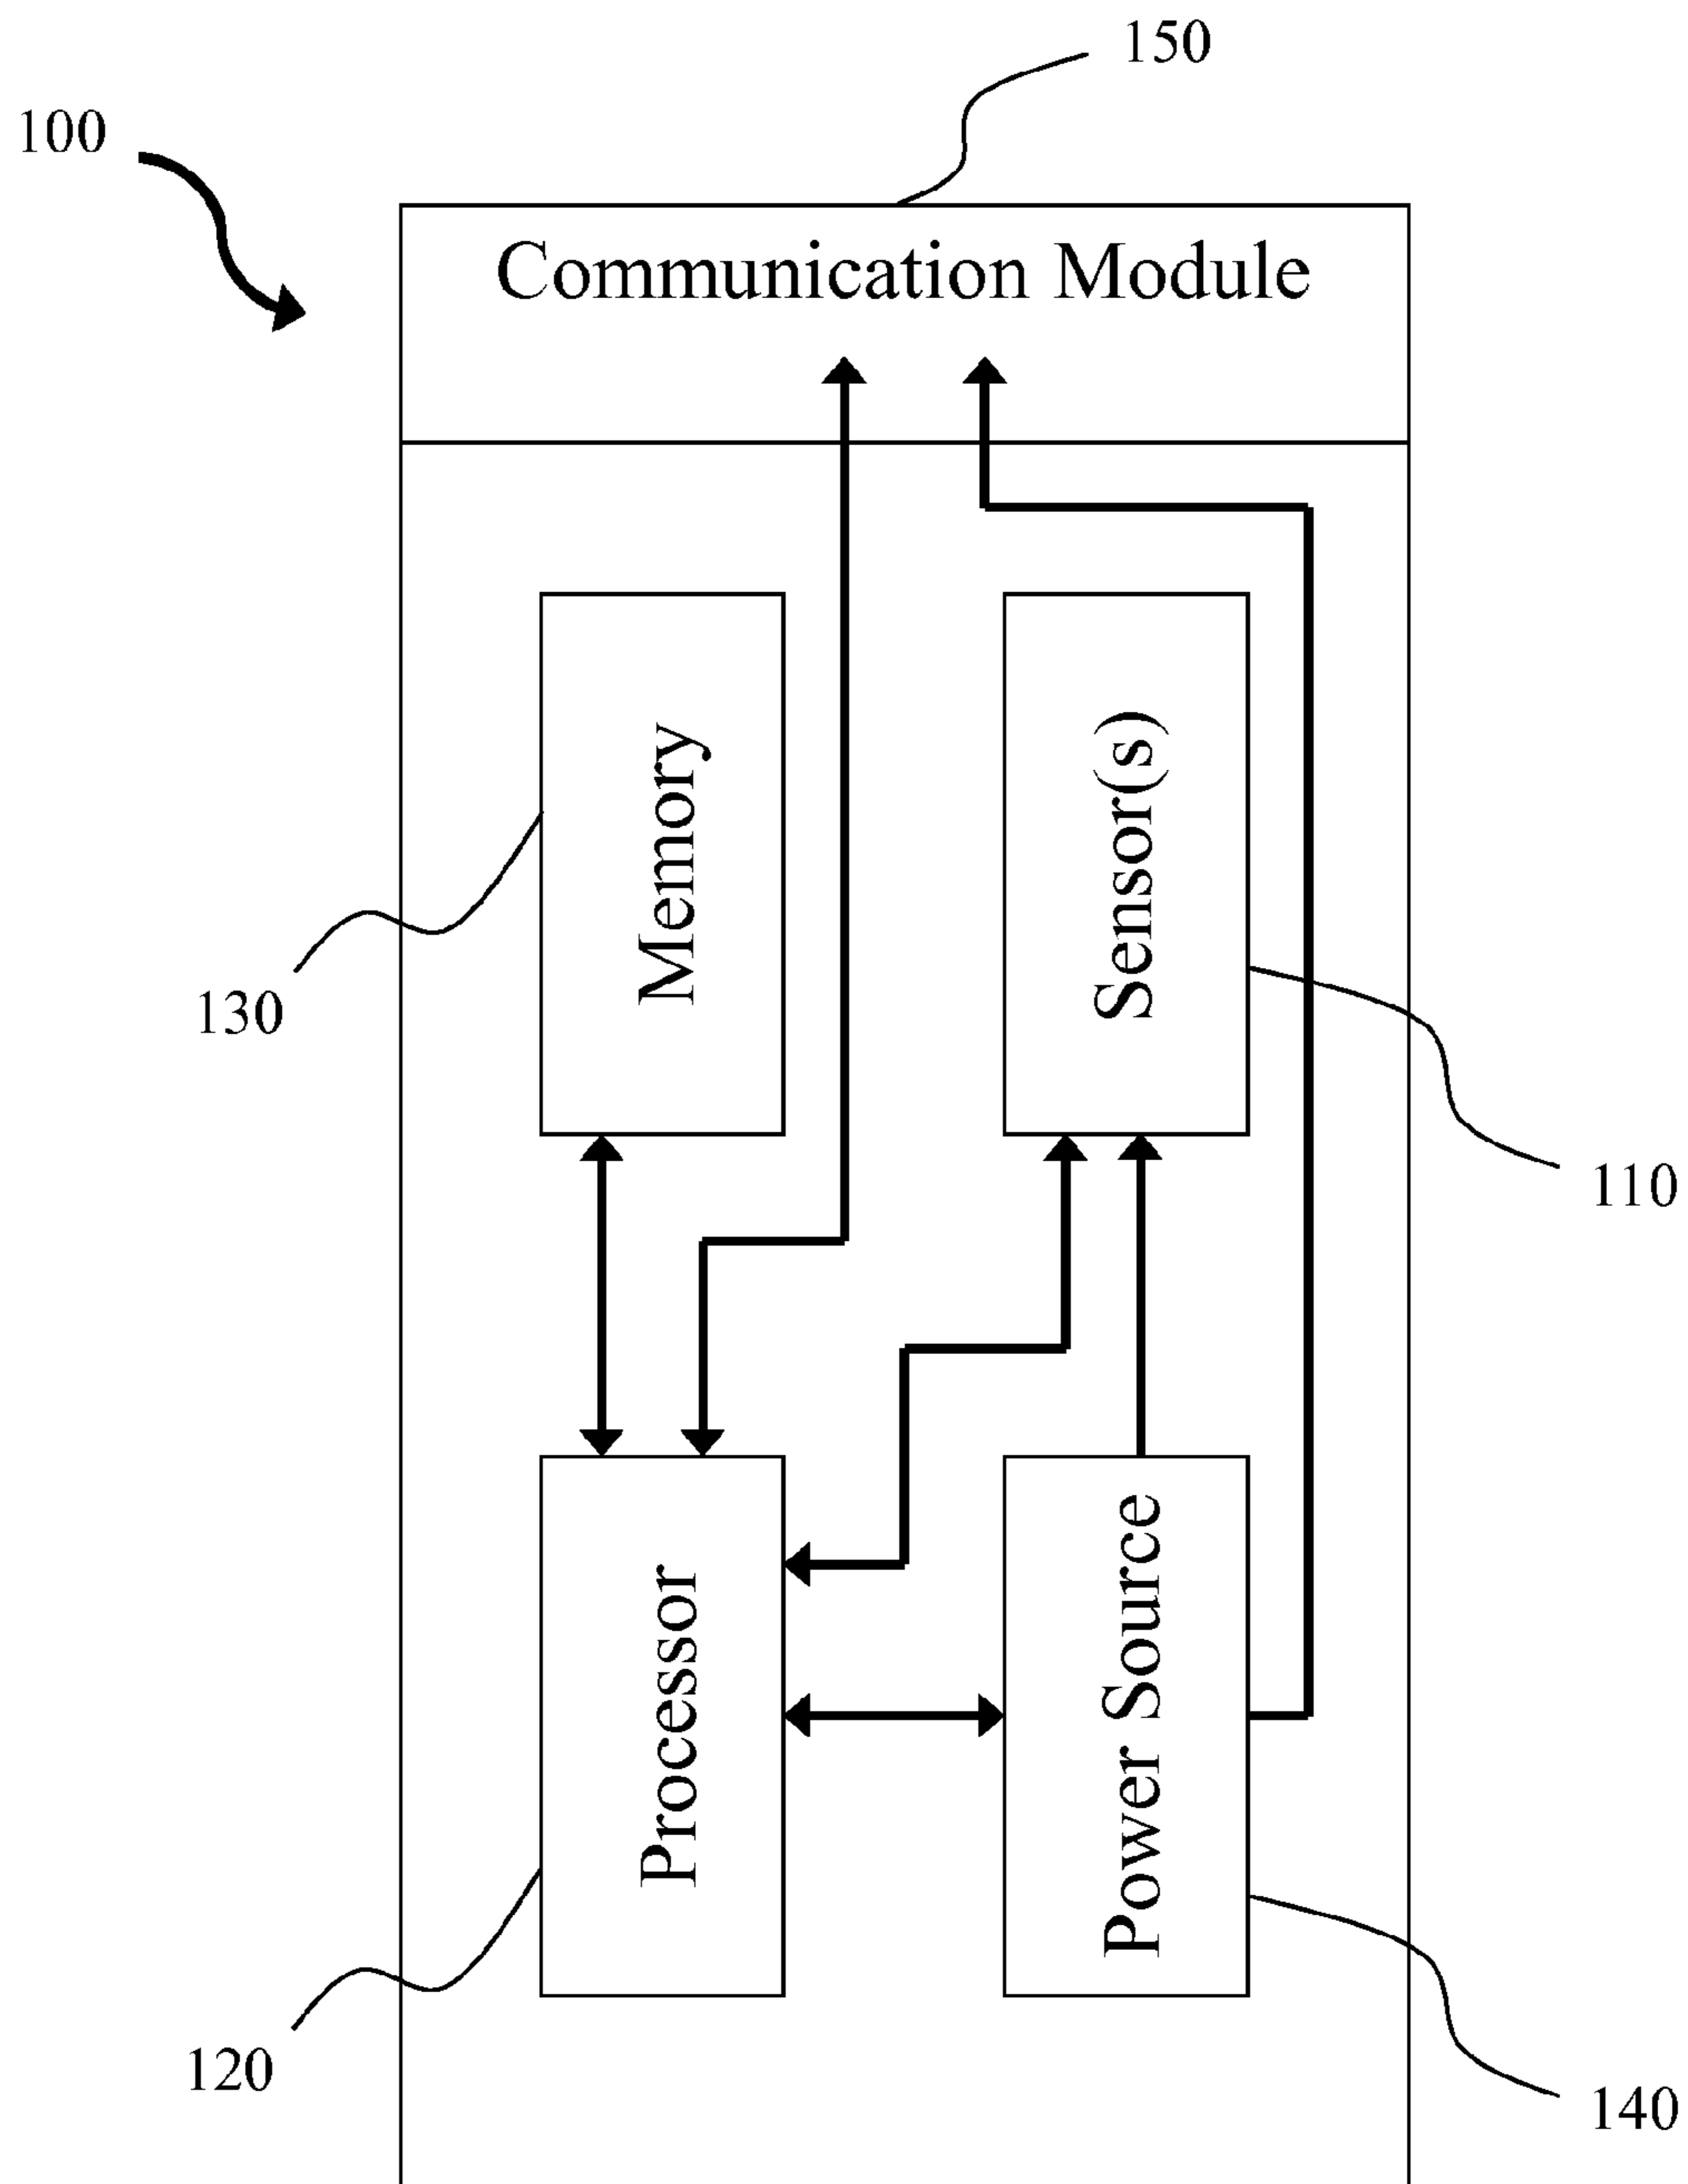 150
100
Communication Module
Memory
Sensor(s)
130
110
Processor
Power Source
120
140